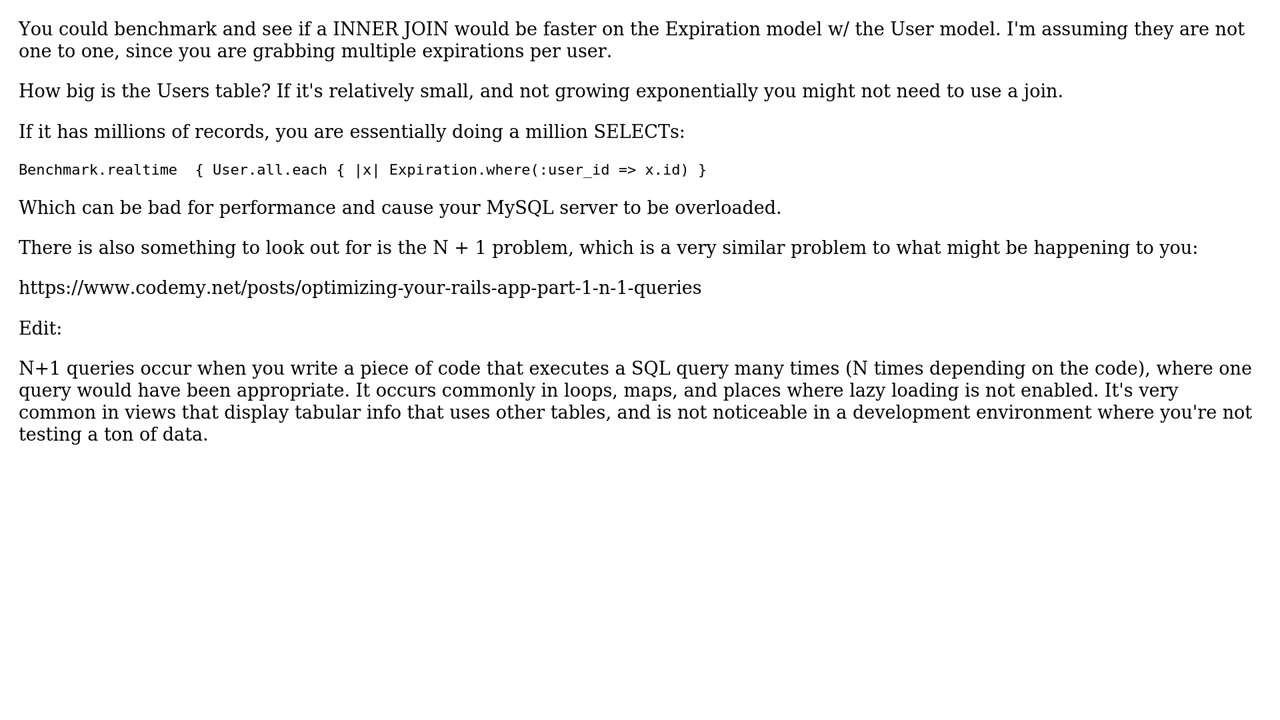 You could benchmark and see if a INNER JOIN would be faster on the Expiration model w/ the User model. I'm assuming they are not
one to one, since you are grabbing multiple expirations per user.
How big is the Users table? If it's relatively small, and not growing exponentially you might not need to use a join.
If it has millions of records, you are essentially doing a million SELECTs:
Benchmark.realtime  { User.all.each { |x| Expiration.where(:user_id => x.id) }
Which can be bad for performance and cause your MySQL server to be overloaded.
There is also something to look out for is the N + 1 problem, which is a very similar problem to what might be happening to you:
https://www.codemy.net/posts/optimizing-your-rails-app-part-1-n-1-queries
Edit:
N+1 queries occur when you write a piece of code that executes a SQL query many times (N times depending on the code), where one
query would have been appropriate. It occurs commonly in loops, maps, and places where lazy loading is not enabled. It's very
common in views that display tabular info that uses other tables, and is not noticeable in a development environment where you're not
testing a ton of data.